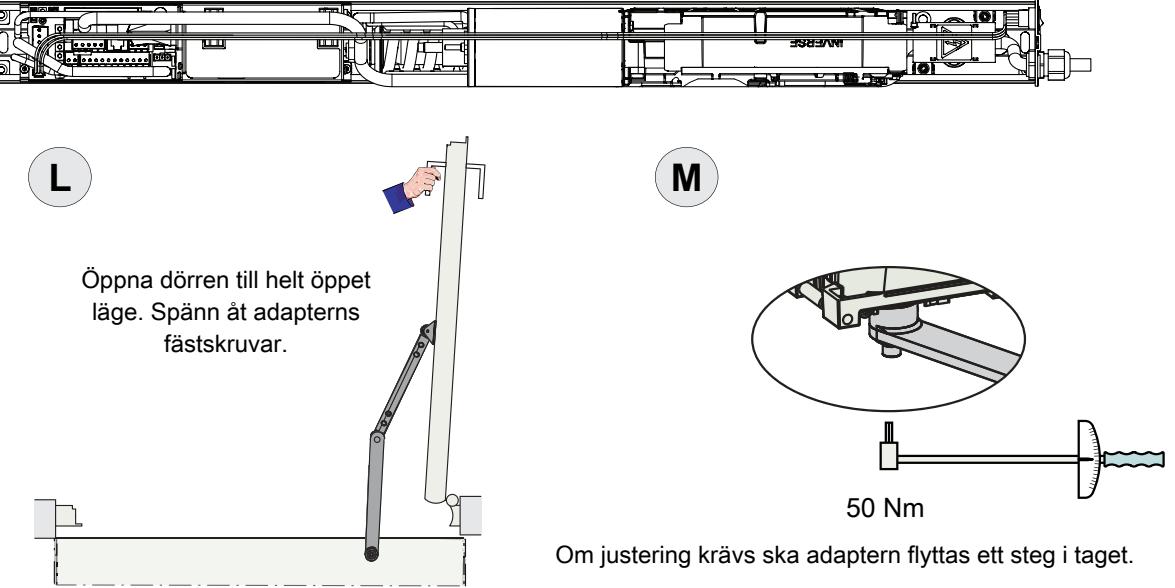 INVERSE
L
M
Öppna dörren till helt öppet
läge. Spänn åt adapterns
fästskruvar.
50 Nm
Om justering krävs ska adaptern flyttas ett steg i taget.